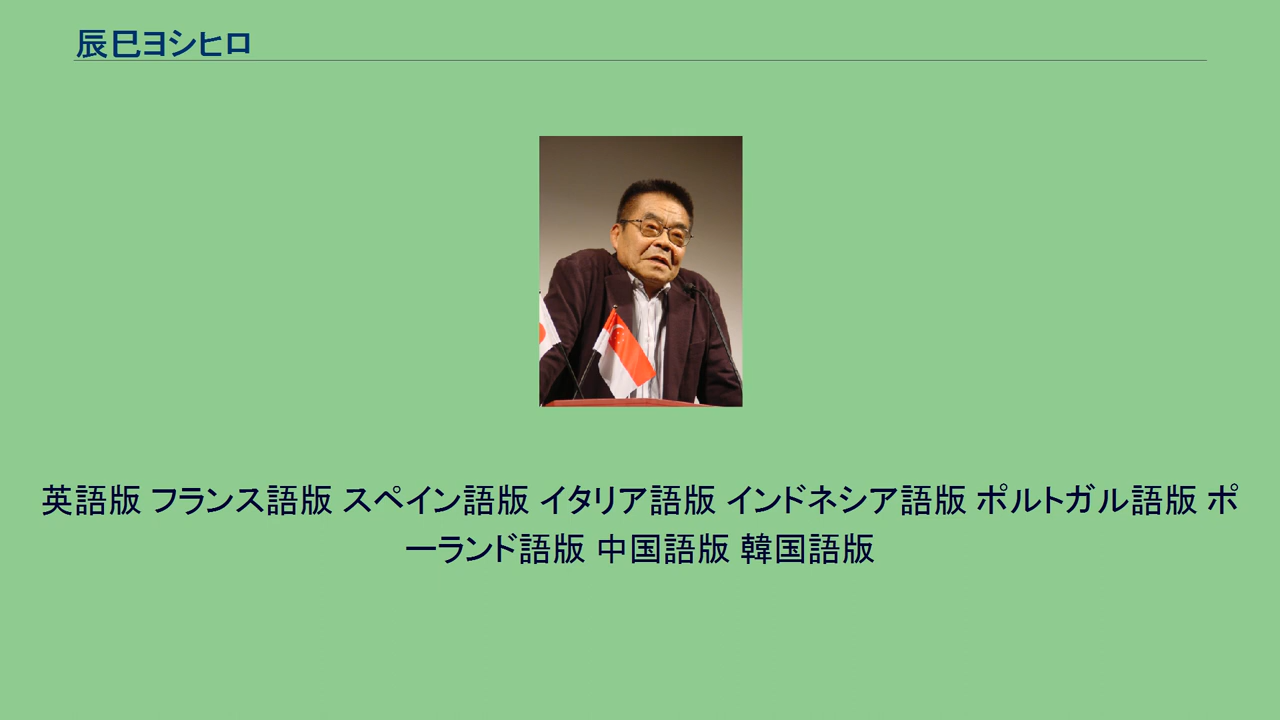 辰巳ヨシヒロ
英語版 フランス語版 スペイン語版 イタリア語版 インドネシア語版 ポルトガル語版 ポ
ーランド語版 中国語版 韓国語版